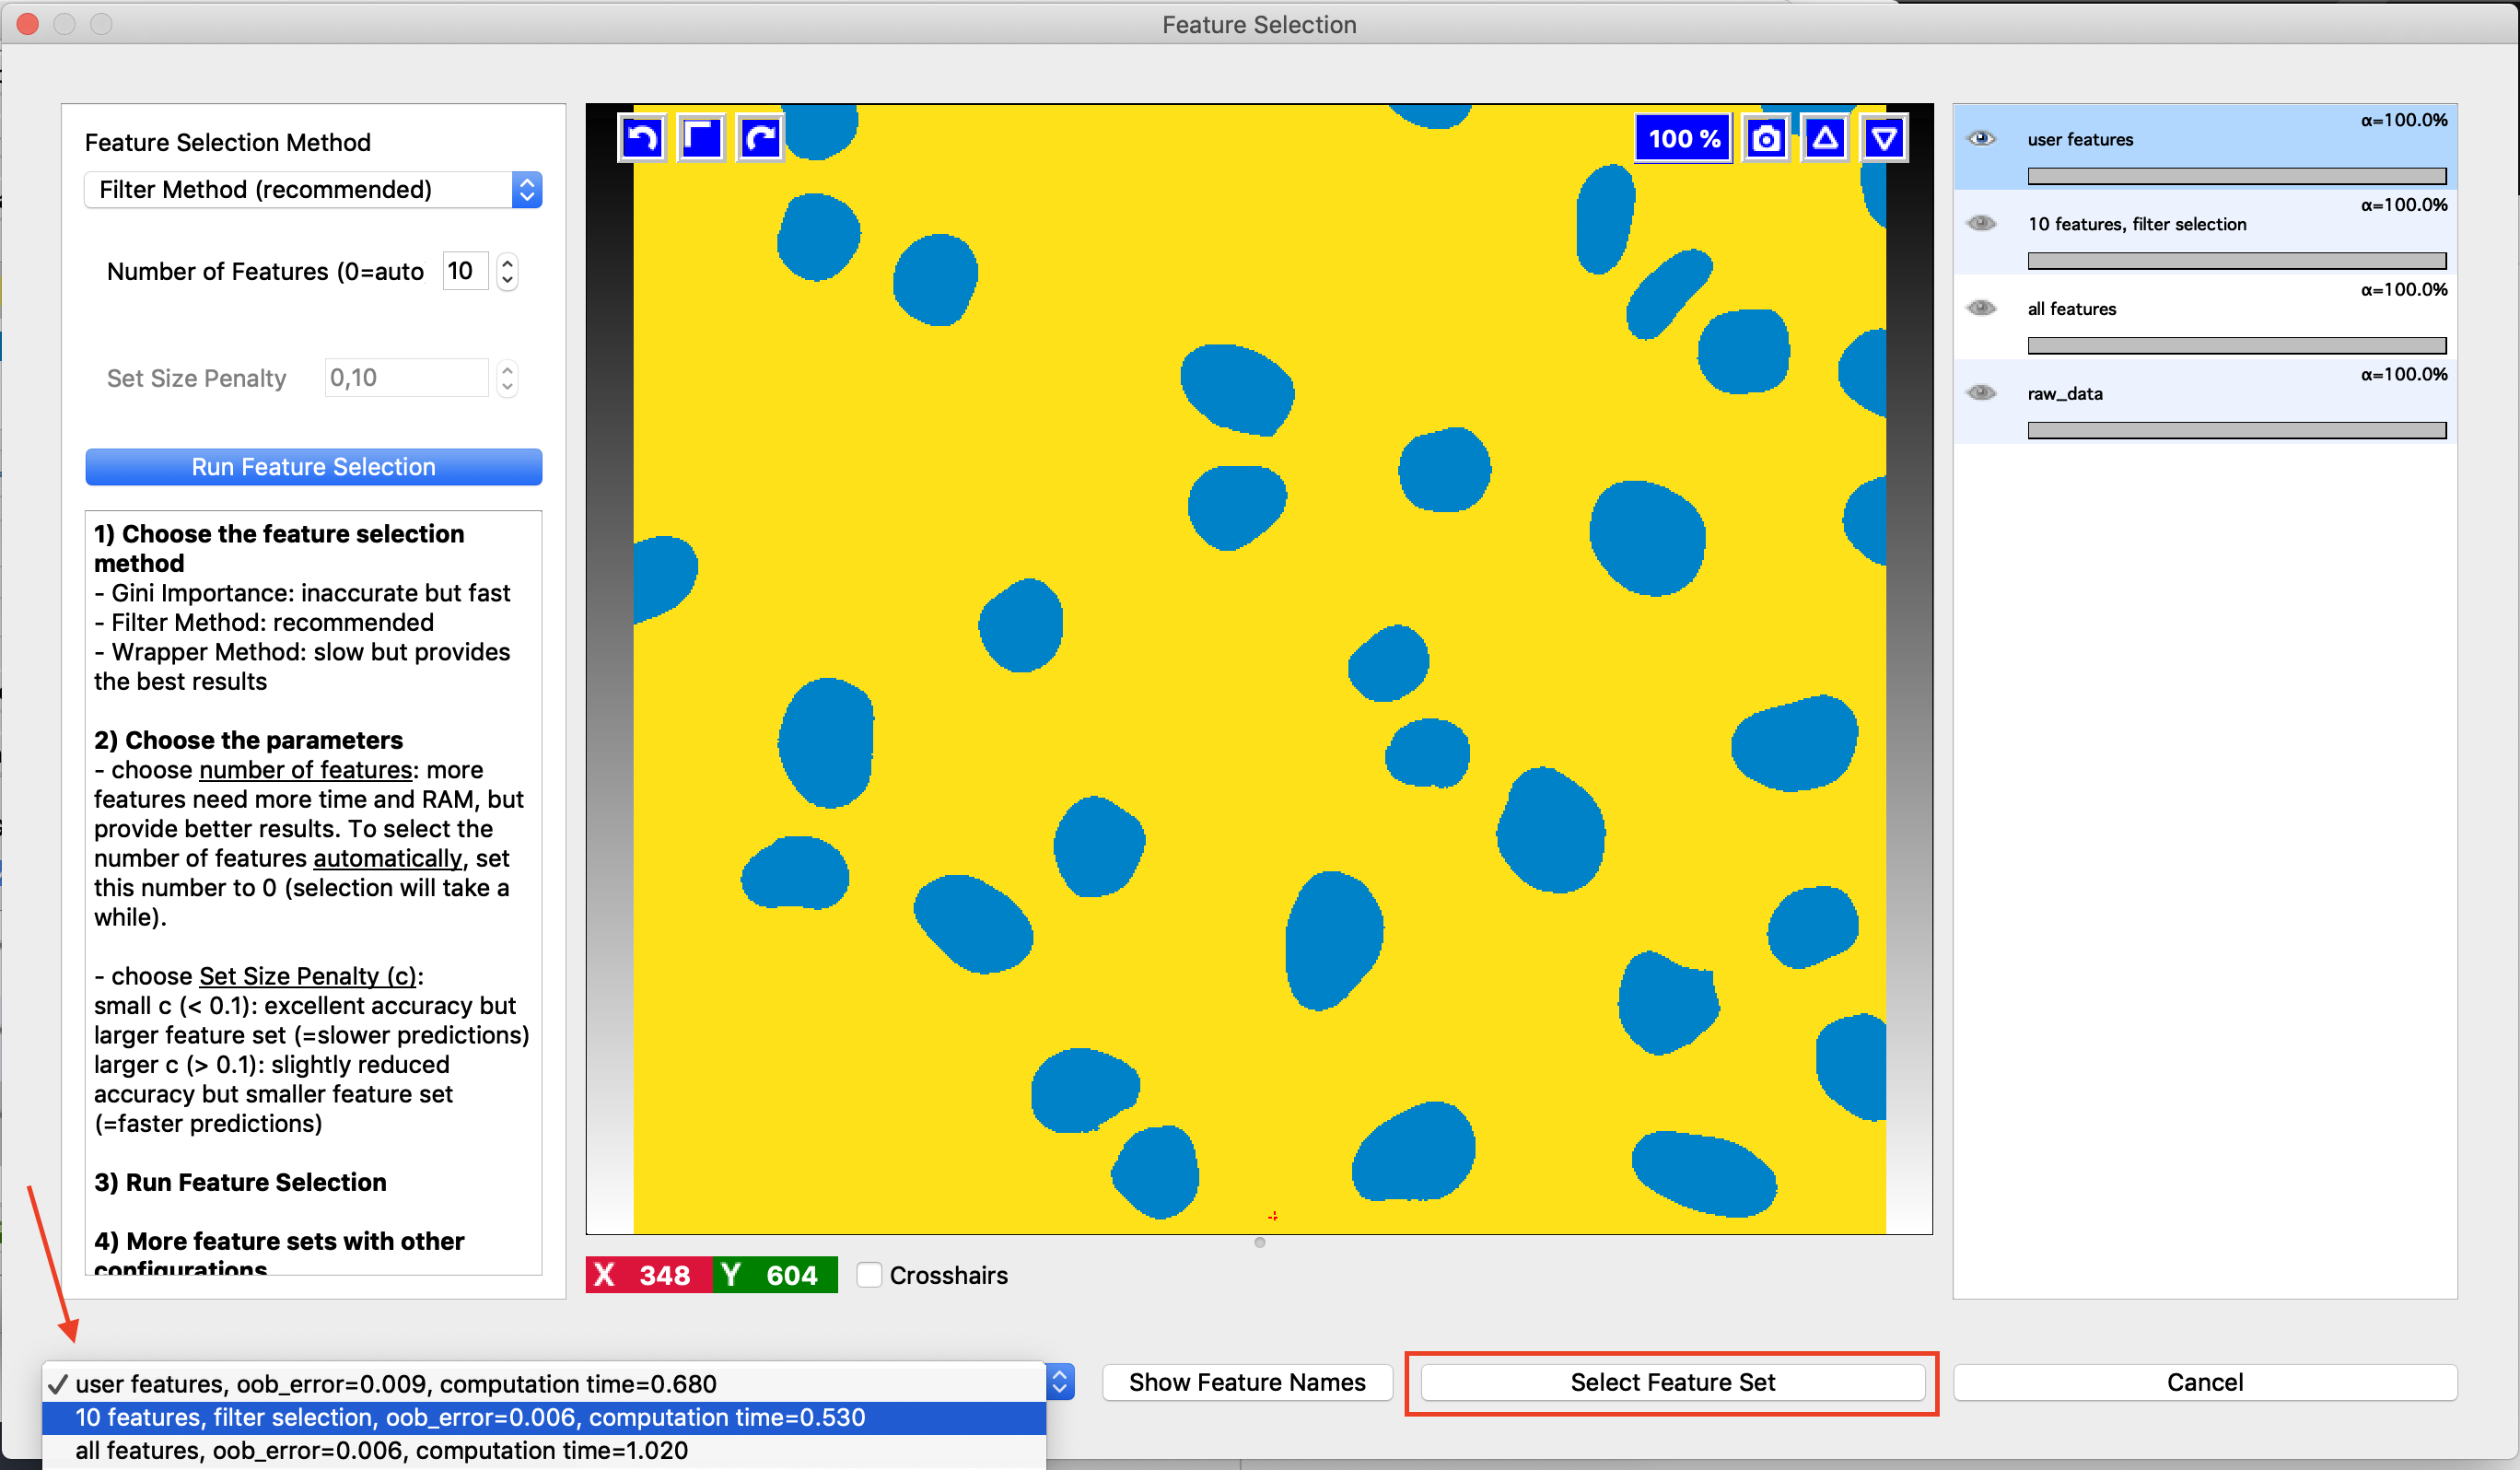 Feature Selection
Feature Selection Method
Filter Method (recommended)
Number of Features (0=auto
10
Set Size Penalty
0,10
Run Feature Selection
1) Choose the feature selection
method
- Gini Importance: inaccurate but fast
- Filter Method: recommended
- Wrapper Method: slow but provides
the best results
2) Choose the parameters
- choose number of features: more
features need more time and RAM, but
provide better results. To select the
number of features automatically, set
this number to 0 (selection will take a
while).
- choose Set Size Penalty (c):
small c (< 0.1): excellent accuracy but
larger feature set (=slower predictions)
larger c (> 0.1): slightly reduced
accuracy but smaller feature set
(=faster predictions)
3) Run Feature Selection
4) More feature sets with other
configurations
100 %
X 348 Y 604
Crosshairs
α=100.0%
user features
α=100.0%
10 features, filter selection
α=100.0%
all features
α=100.0%
raw_data
✓ user features, oob_error=0.009, computation time=0.680
10 features, filter selection, oob_error=0.006, computation time=0.530
all features, oob_error=0.006, computation time=1.020
Show Feature Names
Select Feature Set
Cancel